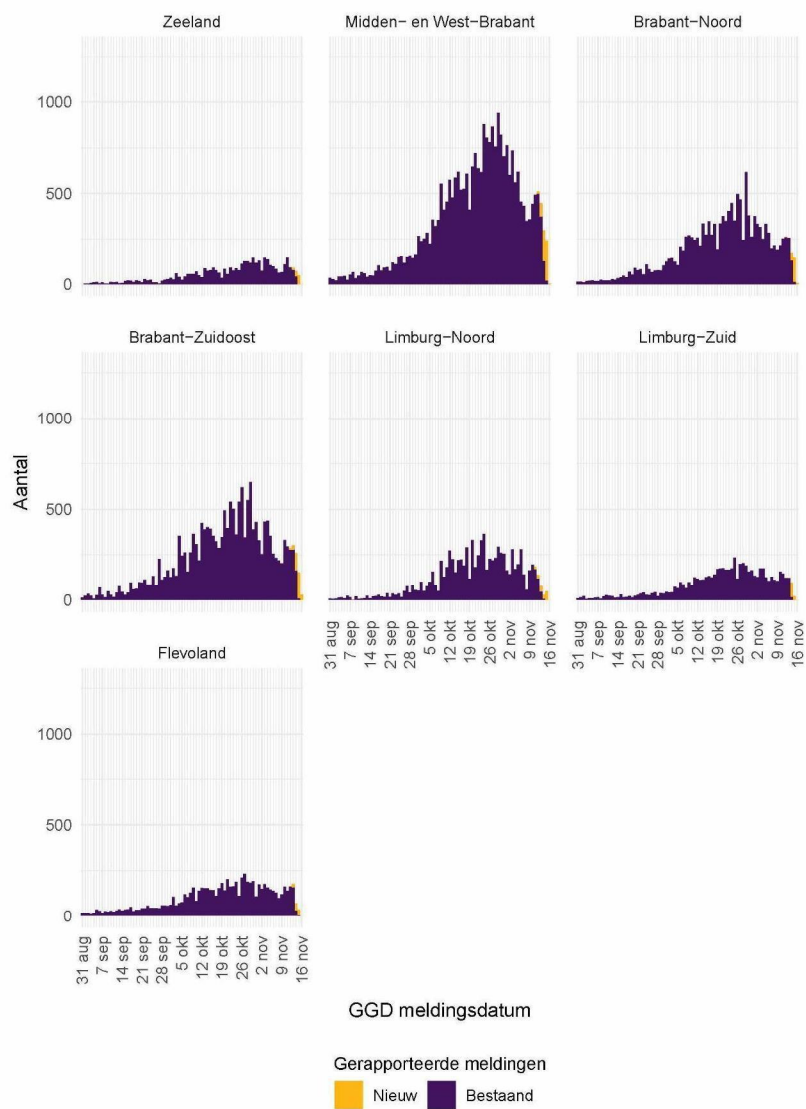 Zeeland
Midden- en West-Brabant
Brabant-Noord
1000
500
0
Brabant-Zuidoost
Limburg-Noord
Limburg-Zuid
1000
500
0
Aantal
31 aug
7 sep
14 sep
21 sep
28 sep
5 okt
12 okt
19 okt
26 okt
2 nov
9 nov
16 nov
31 aug
7 sep
14 sep
21 sep
28 sep
5 okt
12 okt
19 okt
26 okt
2 nov
9 nov
16 nov
Flevoland
1000
500
0
31 aug
7 sep
14 sep
21 sep
28 sep
5 okt
12 okt
19 okt
26 okt
2 nov
9 nov
16 nov
GGD meldingsdatum
Gerapporteerde meldingen
Nieuw Bestaand